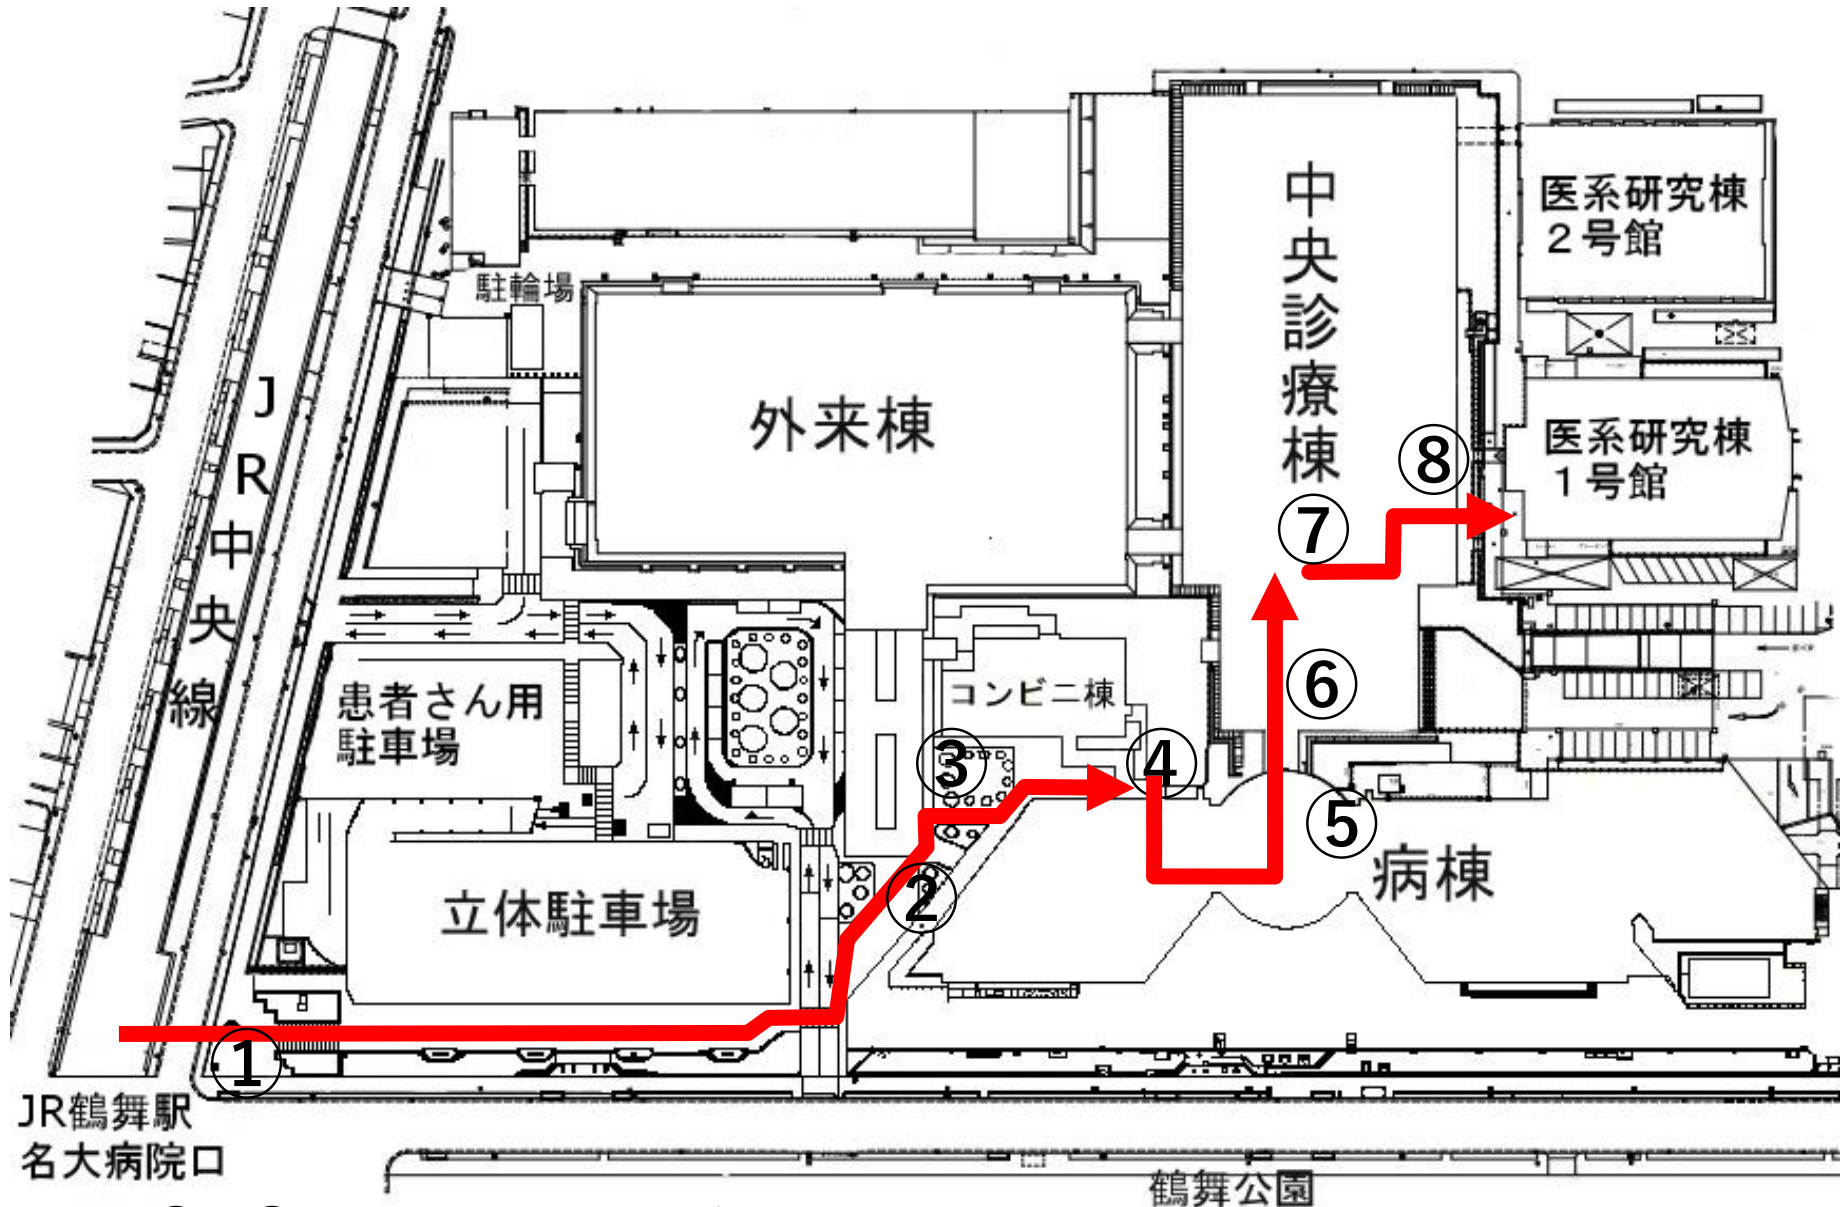 中央診療棟
医系研究棟
２号館
駐輪場
JR中央線
外来棟
医系研究棟
１号館
⑧
⑦
患者さん用
駐車場
コンビニ棟
⑥
③
④
⑤
病棟
②
立体駐車場
①
JR鶴舞駅
名大病院口
鶴舞公園